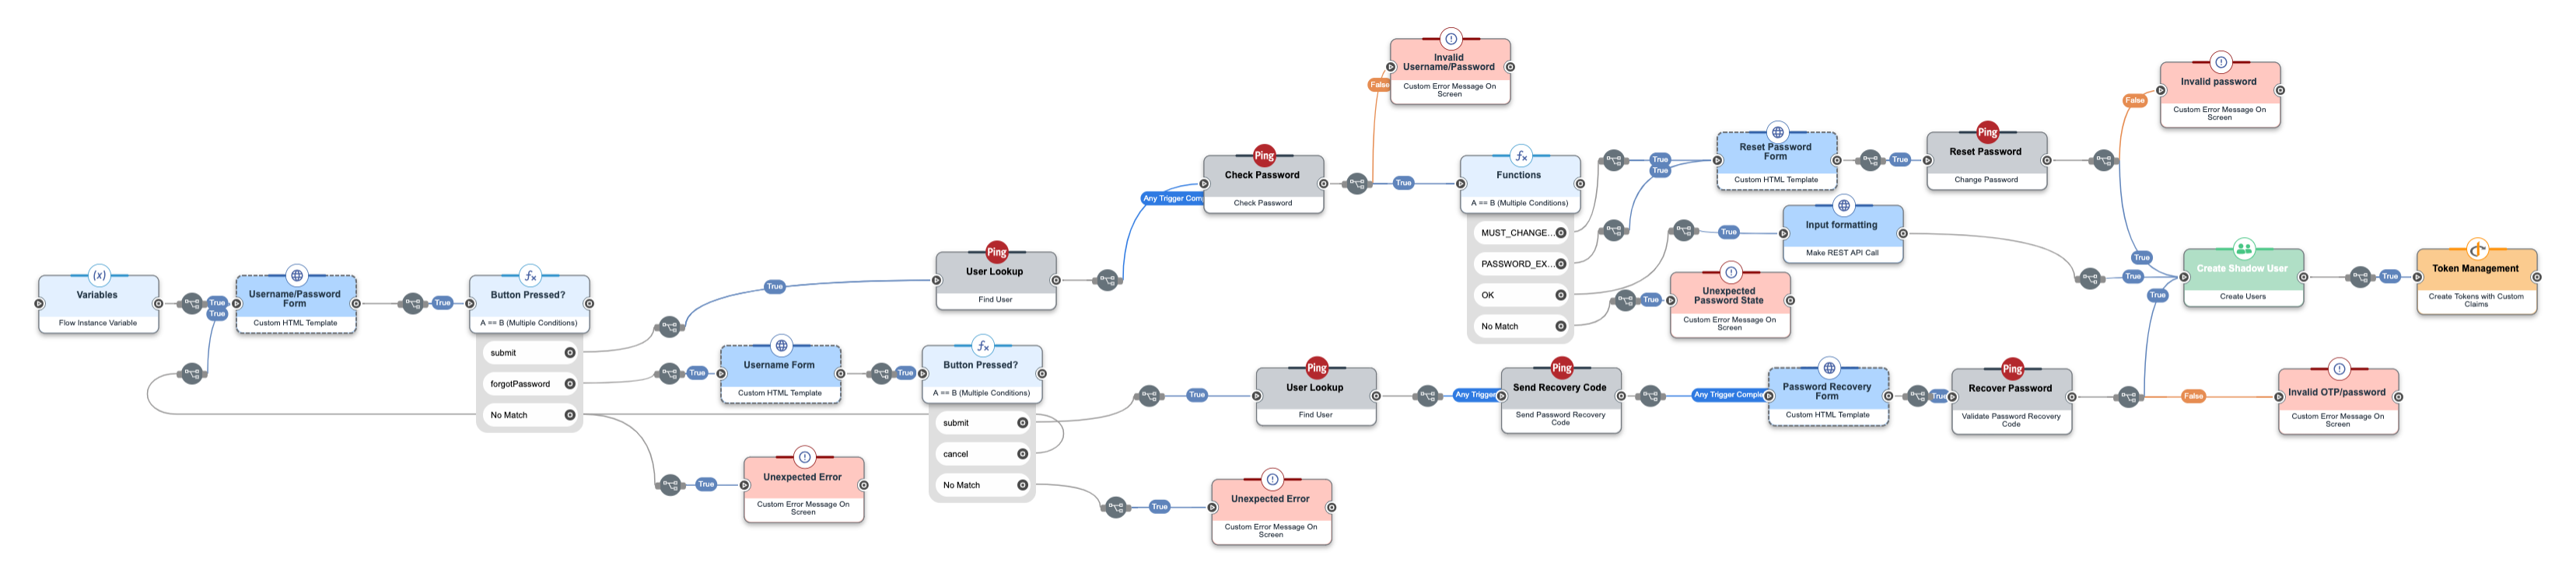 (x)
Variables
Flow Instance Variable
True
True
Username/Password
Form
Custom HTML Template
True
fx
Button Pressed?
A == B (Multiple Conditions)
submit
forgotPassword
No Match
True
True
Username Form
Custom HTML Template
True
fx
Button Pressed?
A == B (Multiple Conditions)
submit
cancel
No Match
True
Unexpected Error
Custom Error Message On
Screen
True
Unexpected Error
Custom Error Message On
Screen
Ping
User Lookup
Find User
Any Trigger Com
Ping
Check Password
Check Password
False
Invalid
Username/Password
Custom Error Message On
Screen
True
fx
Functions
A == B (Multiple Conditions)
MUST_CHANGE...
PASSWORD_EX...
OK
No Match
True
True
Reset Password
Form
Custom HTML Template
True
Ping
Reset Password
Change Password
False
Invalid password
Custom Error Message On
Screen
True
Input formatting
Make REST API Call
True
Unexpected
Password State
Custom Error Message On
Screen
True
True
True
Create Shadow User
Create Users
True
Token Management
Create Tokens with Custom
Claims
True
Ping
User Lookup
Find User
Any Trigger
Ping
Send Recovery Code
Send Password Recovery
Code
Any Trigger Comple
Password Recovery
Form
Custom HTML Template
True
Ping
Recover Password
Validate Password Recovery
Code
False
Invalid OTP/password
Custom Error Message On
Screen